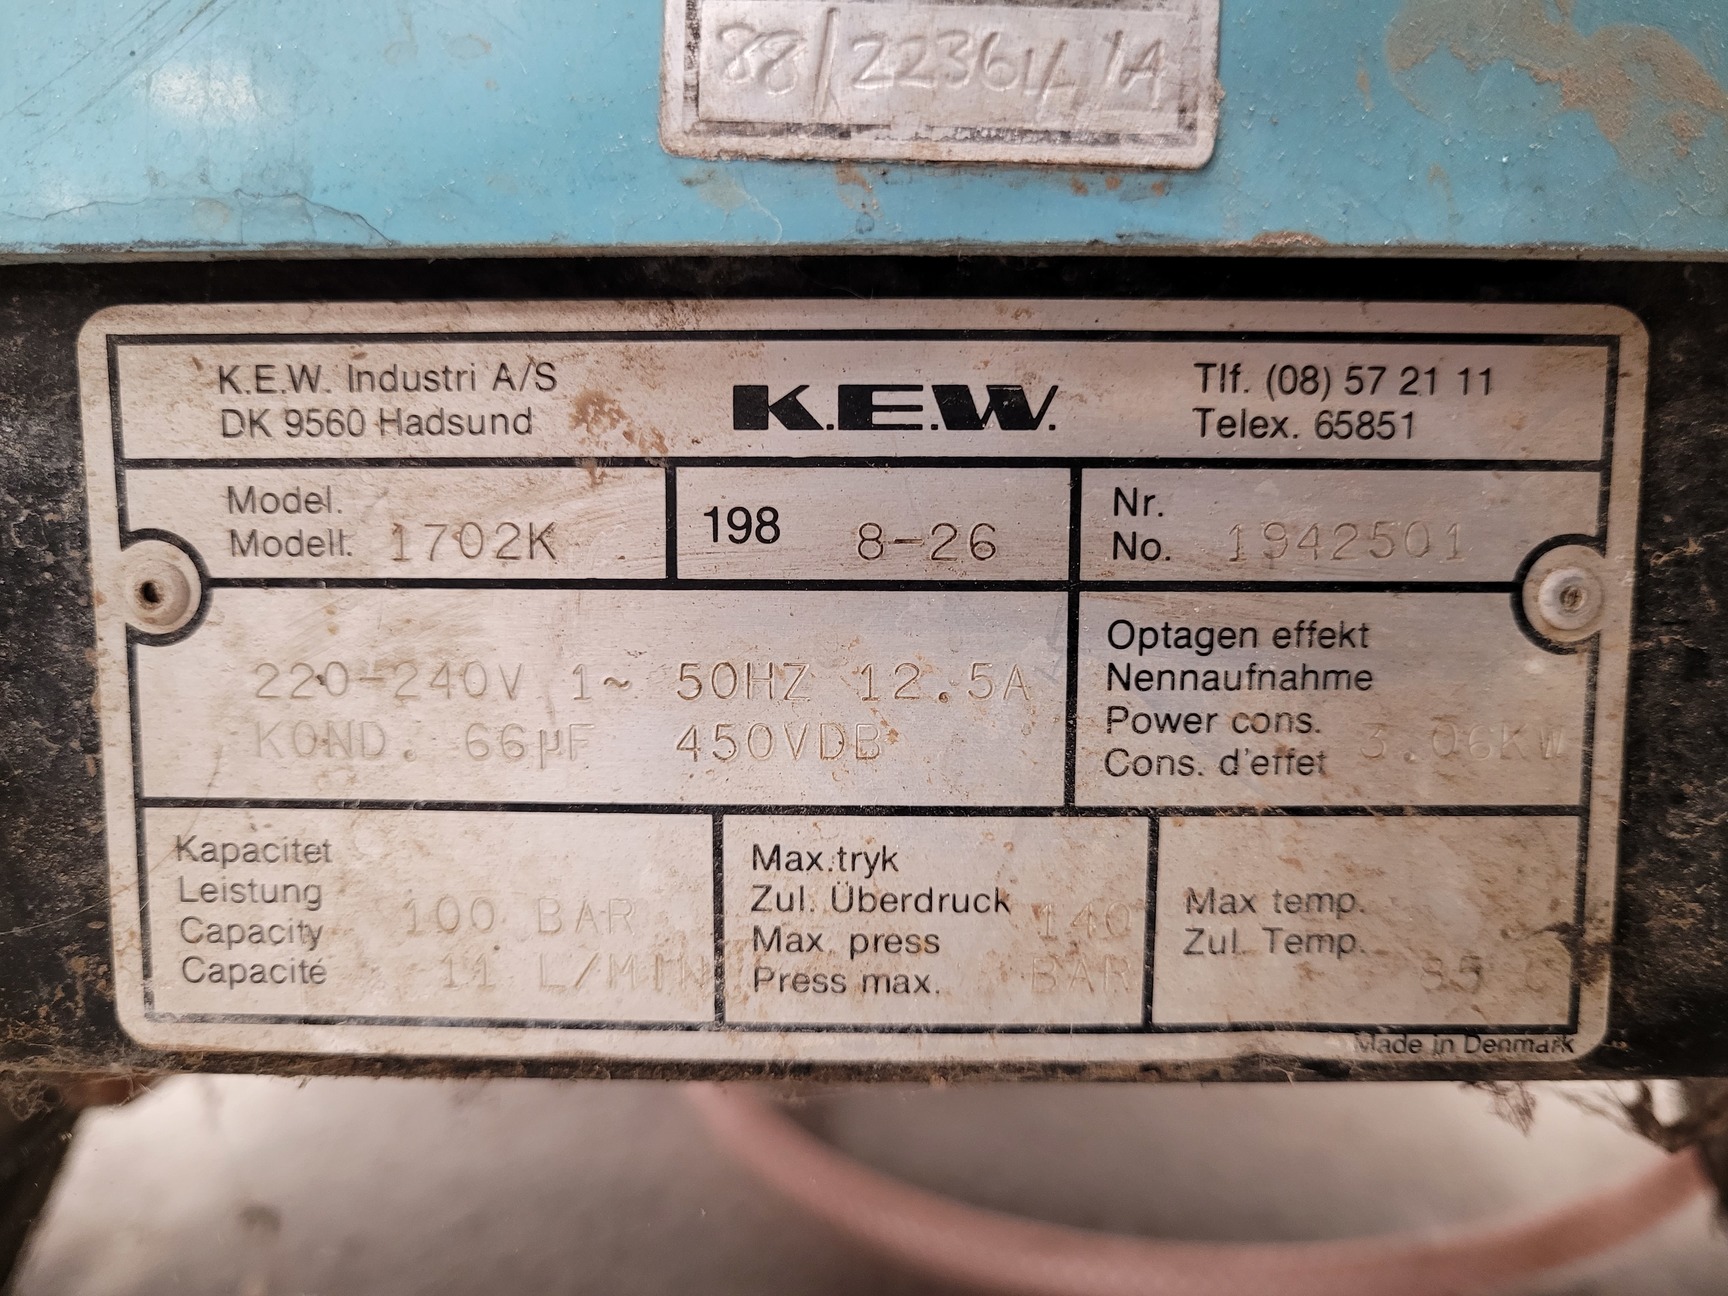 88/22361/1A
K.E.W. Industri A/S
DK 9560 Hadsund
K.E.W.
Tlf. (08) 57 21 11
Telex. 65851
Model.
Modell. 1702K
198 8-26
Nr.
No. 1942501
220-240V 1~ 50HZ 12.5A
KOND. 66µF 450VDB
Optagen effekt
Nennaufnahme
Power cons.
Cons. d'effet 3.06KW
Kapacitet
Leistung
Capacity 100 BAR
Capacité 11 L/MIN
Max.tryk
Zul. Überdruck 140
Max. press
Press max. BAR
Max temp.
Zul. Temp.
85 C
Made in Denmark